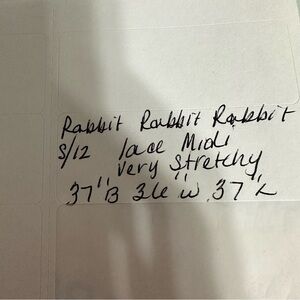 Rabbit Rabbit Rabbit
S/12 lace Midi
Very Stretchy
37"B 36"W 37"L